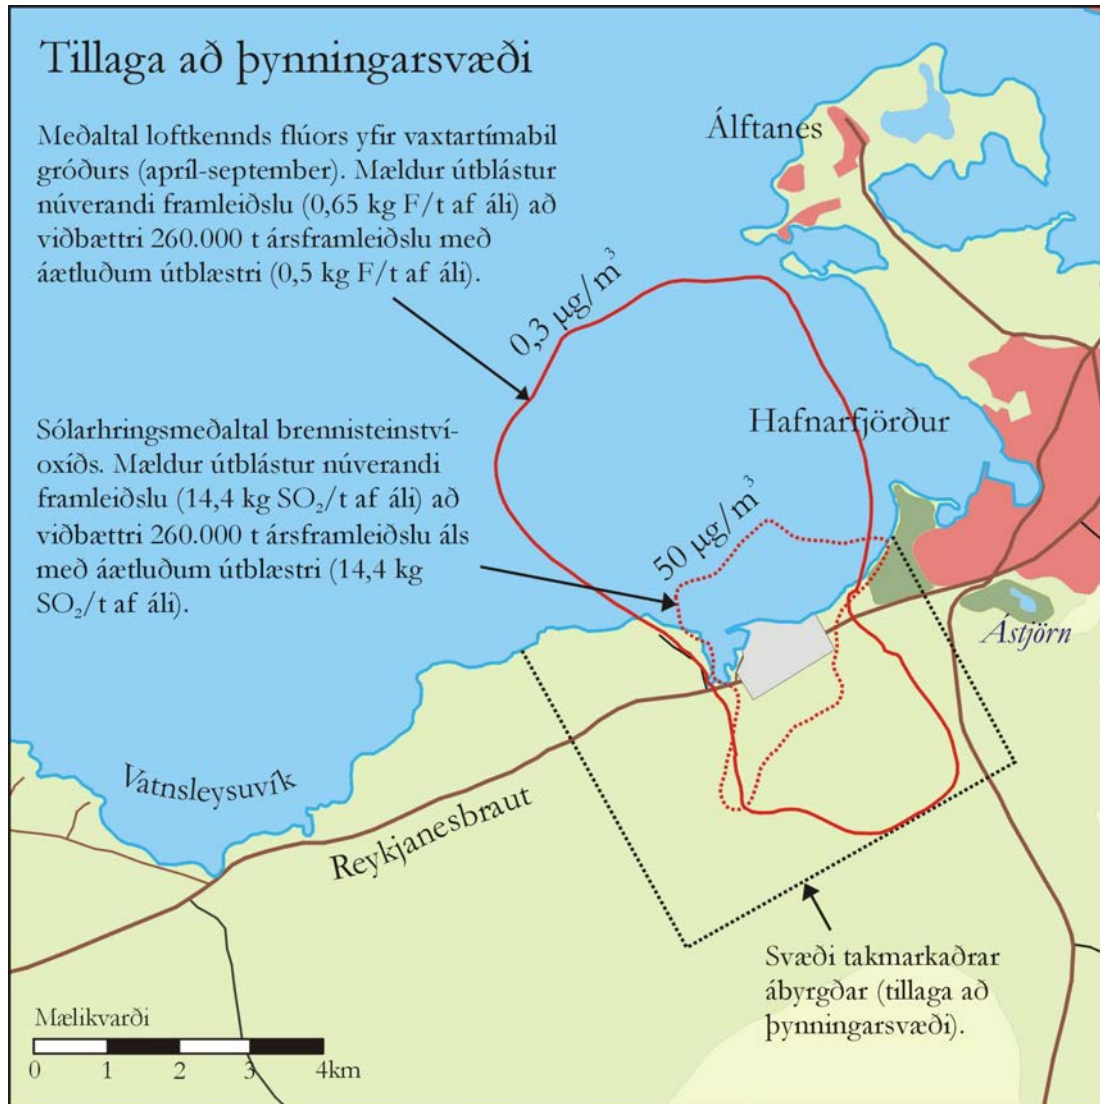 Tillaga að þynningarsvæði
Meðaltal loftkennds flúors yfir vaxtartímabil
gróðurs (apríl-september). Mældur útblástur
núverandi framleiðslu (0,65 kg F/t af áli) að
viðbættri 260.000 t ársframleiðslu með
áætluðum útblæstri (0,5 kg F/t af áli).
Álftanes
0,3 µg/m³
Sólarhringsmeðaltal brennisteinství-
oxíðs. Mældur útblástur núverandi
framleiðslu (14,4 kg SO₂/t af áli) að
viðbættri 260.000 t ársframleiðslu áls
með áætluðum útblæstri (14,4 kg
SO₂/t af áli).
Hafnarfjörður
50 µg/m³
Ástjörn
Vatnsleysuvík
Reykjanesbraut
Svæði takmarkaðrar
ábyrgðar (tillaga að
þynningarsvæði).
Mælikvarði
0 1 2 3 4km